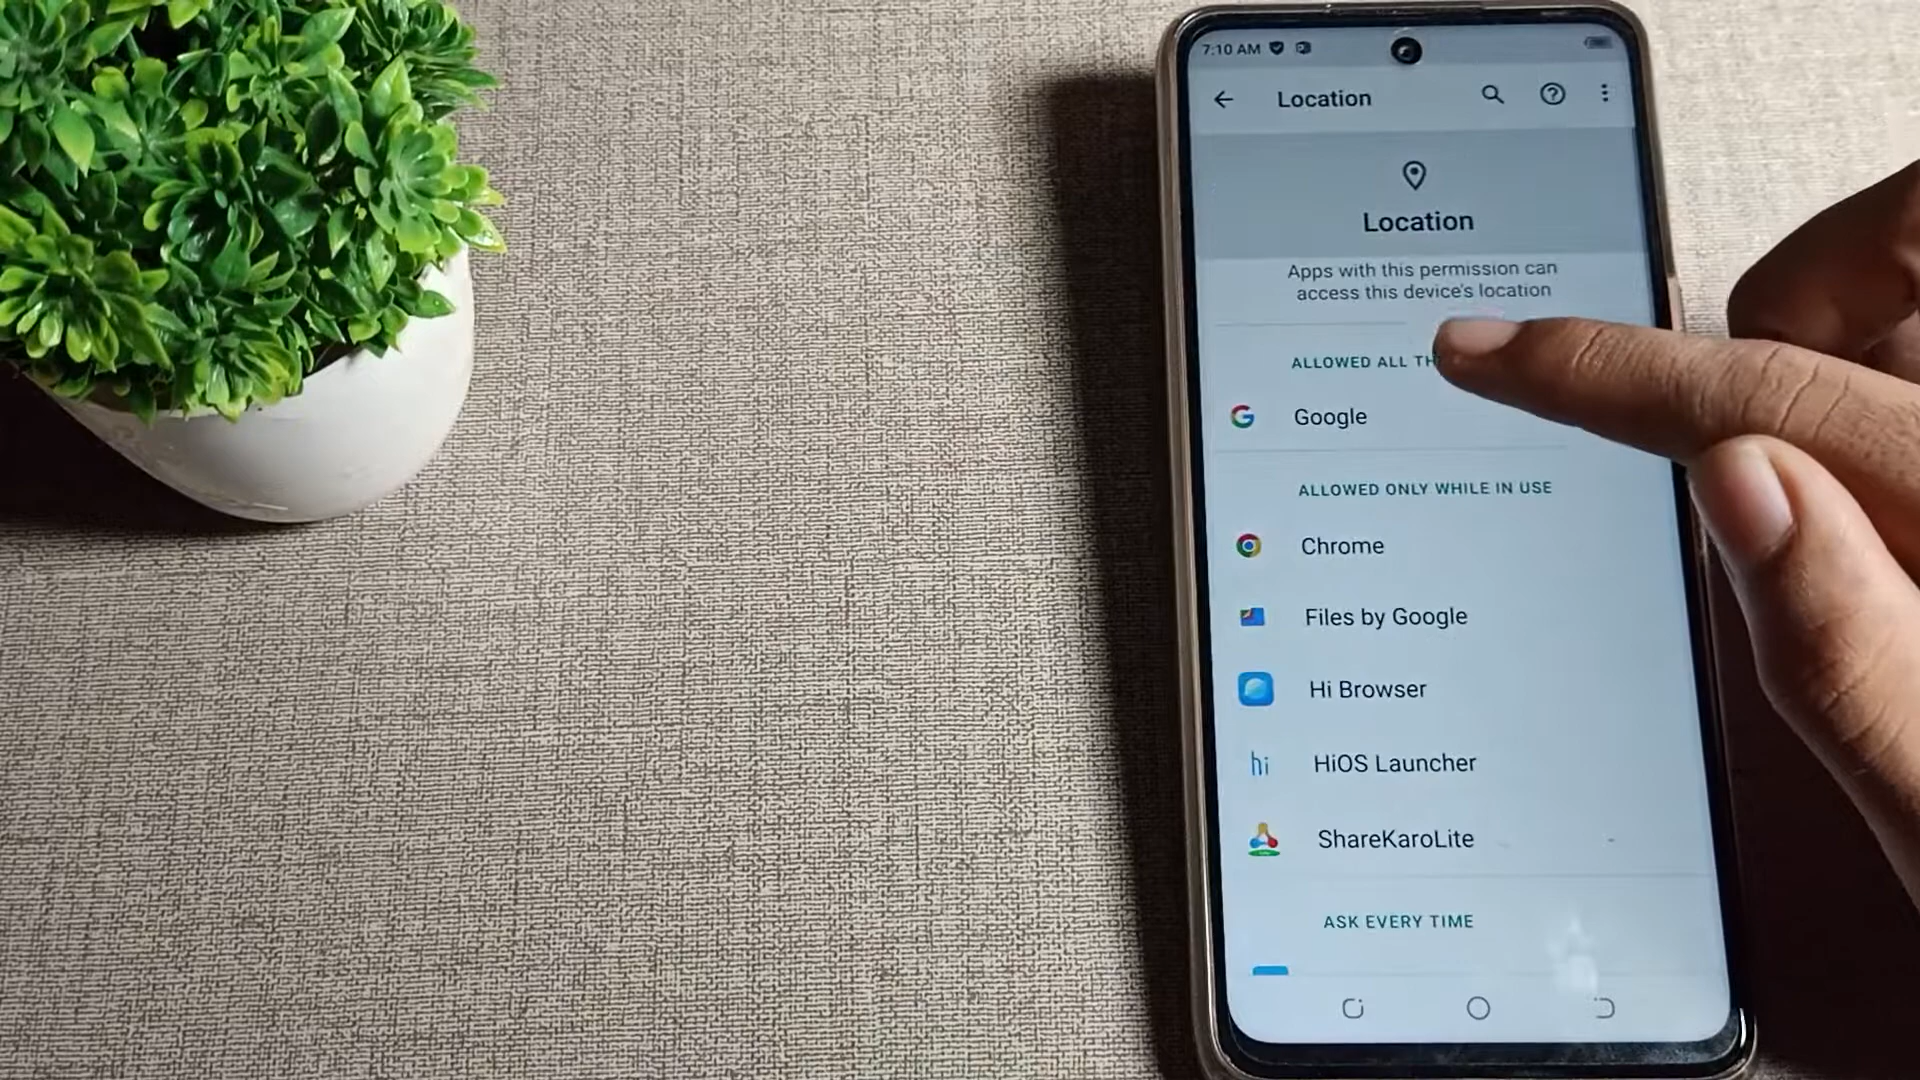 7:10 AM
Location
Location
Apps with this permission can
access this device's location
ALLOWED ALL
Google
ALLOWED ONLY WHILE IN USE
Chrome
Files by Google
Hi Browser
hi HiOS Launcher
ShareKaroLite
ASK EVERY TIME